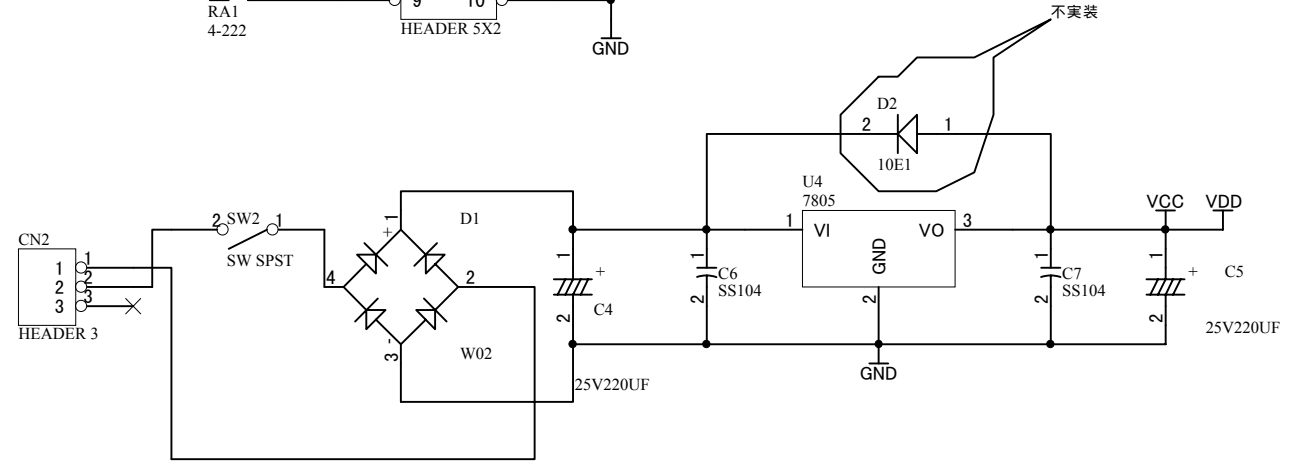 RA1
4-222
9 10
HEADER 5X2
GND
不実装
D2
2 1
10E1
U4
7805
1 VI VO 3
GND
2
VCC VDD
CN2
1 1
2 2
3 3
HEADER 3
2 SW2 1
SW SPST
D1
1
+
4 2
-
3
W02
1
+
C4
2
25V220UF
1
C6
SS104
2
1
C7
SS104
2
1
+
C5
2
25V220UF
GND